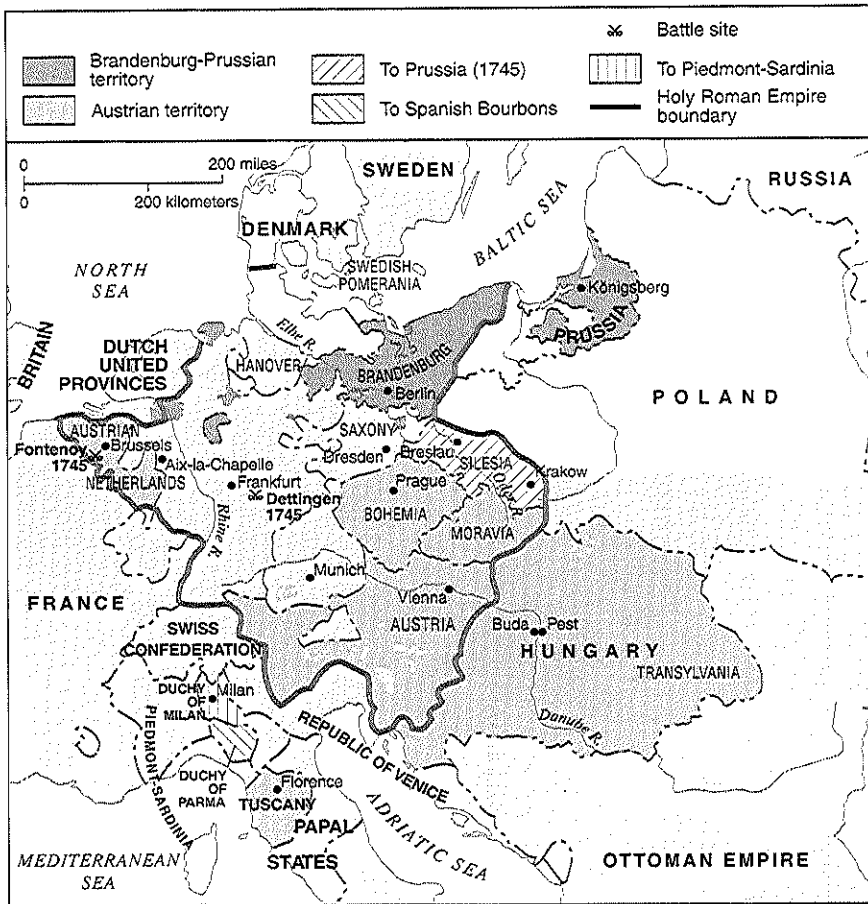 Brandenburg-Prussian
territory
Austrian territory
To Prussia (1745)
To Spanish Bourbons
Battle site
To Piedmont-Sardinia
Holy Roman Empire
boundary
0 200 miles
0 200 kilometers
SWEDEN
RUSSIA
DENMARK
BALTIC SEA
NORTH
SEA
SWEDISH
POMERANIA
Königsberg
PRUSSIA
Elbe R.
BRITAIN
DUTCH
UNITED
PROVINCES
HANOVER
BRANDENBURG
Berlin
POLAND
AUSTRIAN
Brussels
Fontenoy
1745
NETHERLANDS
Aix-la-Chapelle
SAXONY
Dresden
Breslau
SILESIA
Krakow
Oder R.
Frankfurt
Dettingen
1745
Prague
BOHEMIA
MORAVIA
Rhine R.
Munich
Vienna
AUSTRIA
FRANCE
Buda
Pest
HUNGARY
TRANSYLVANIA
SWISS
CONFEDERATION
Milan
DUCHY
OF
MILAN
PIEDMONT-SARDINIA
REPUBLIC OF VENICE
Danube R.
DUCHY
OF
PARMA
Florence
TUSCANY
PAPAL
STATES
ADRIATIC SEA
MEDITERRANEAN
SEA
OTTOMAN EMPIRE